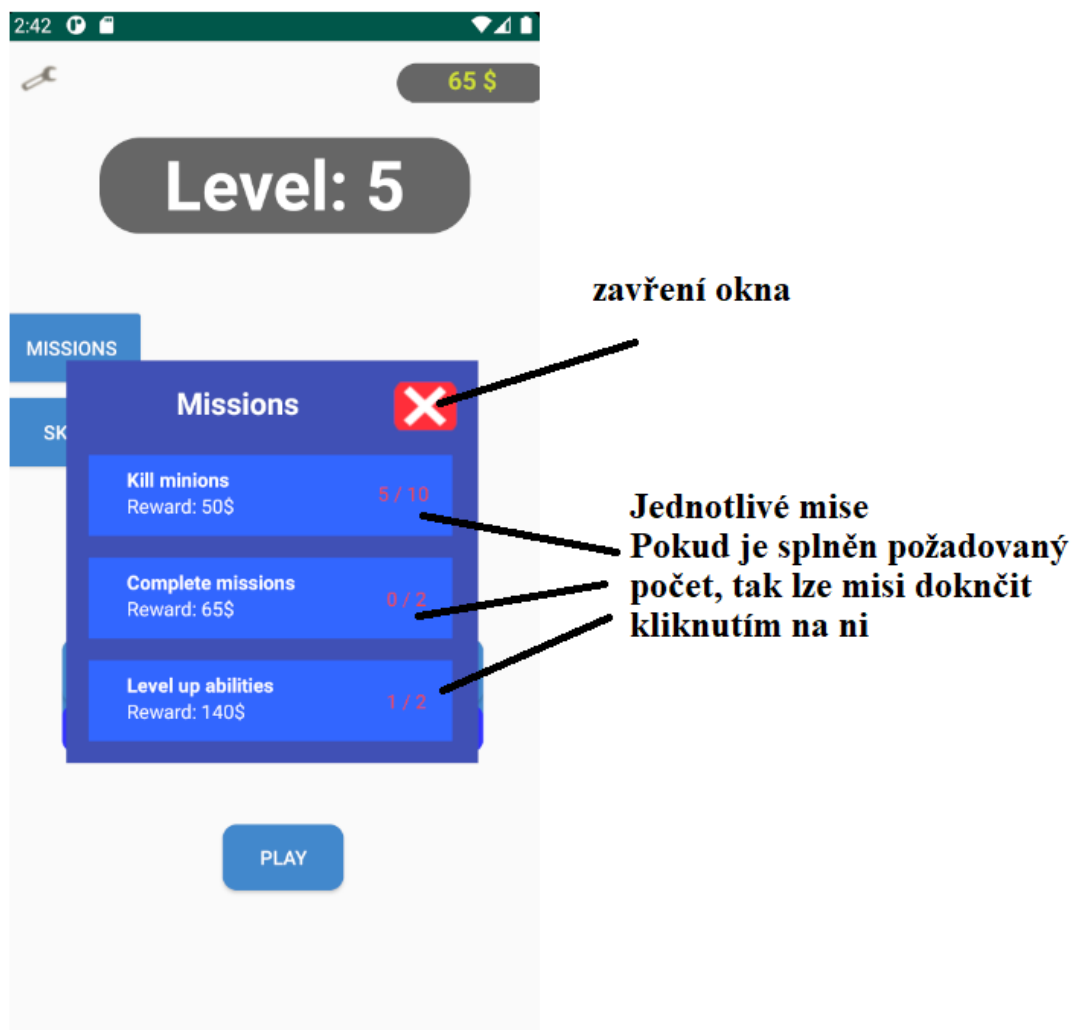 2:42
65 $
Level: 5
MISSIONS
SK
Missions
Kill minions
Reward: 50$
5 / 10
Complete missions
Reward: 65$
0 / 2
Level up abilities
Reward: 140$
1 / 2
PLAY
zavření okna
Jednotlivé mise
Pokud je splněn požadovaný
počet, tak lze misi doknčit
kliknutím na ni